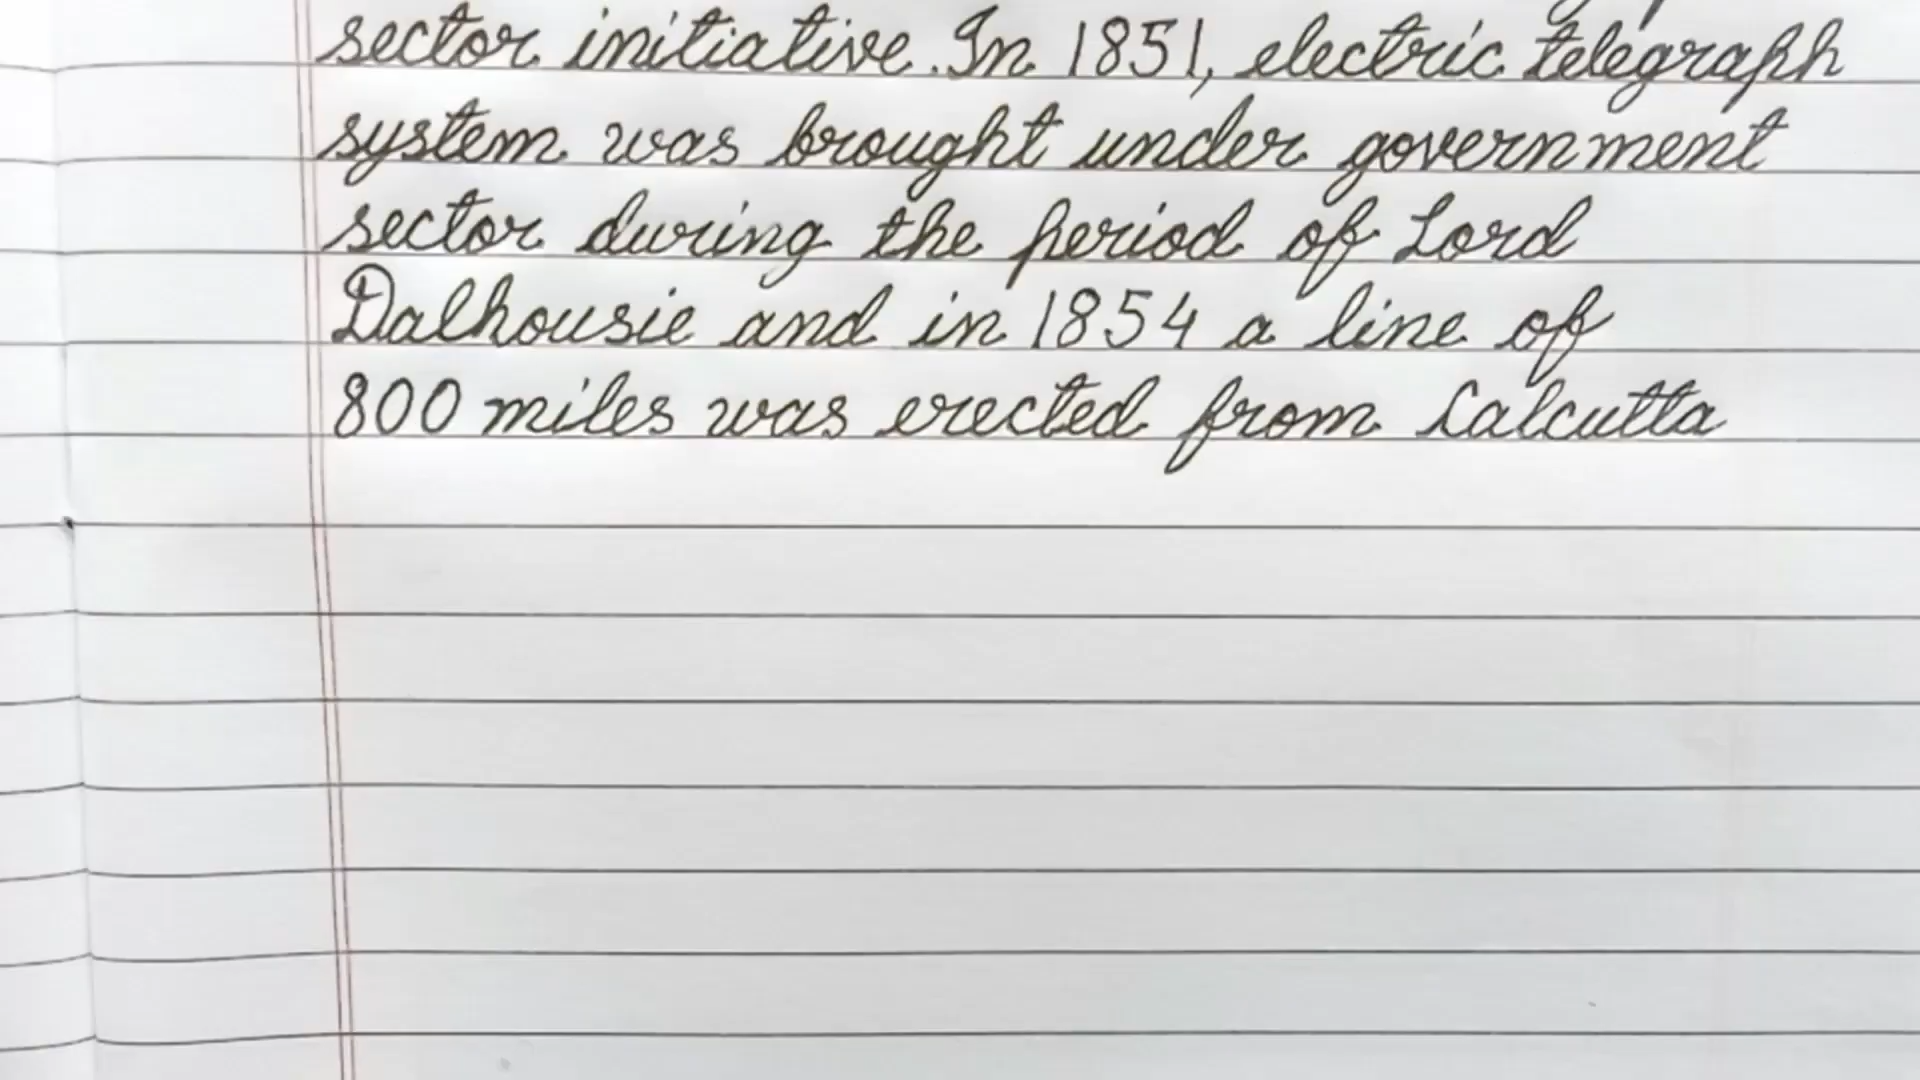 sector initiative. In 1851, electric telegraph
system was brought under government
sector during the period of Lord
Dalhousie and in 1854 a line of
800 miles was erected from Calcutta